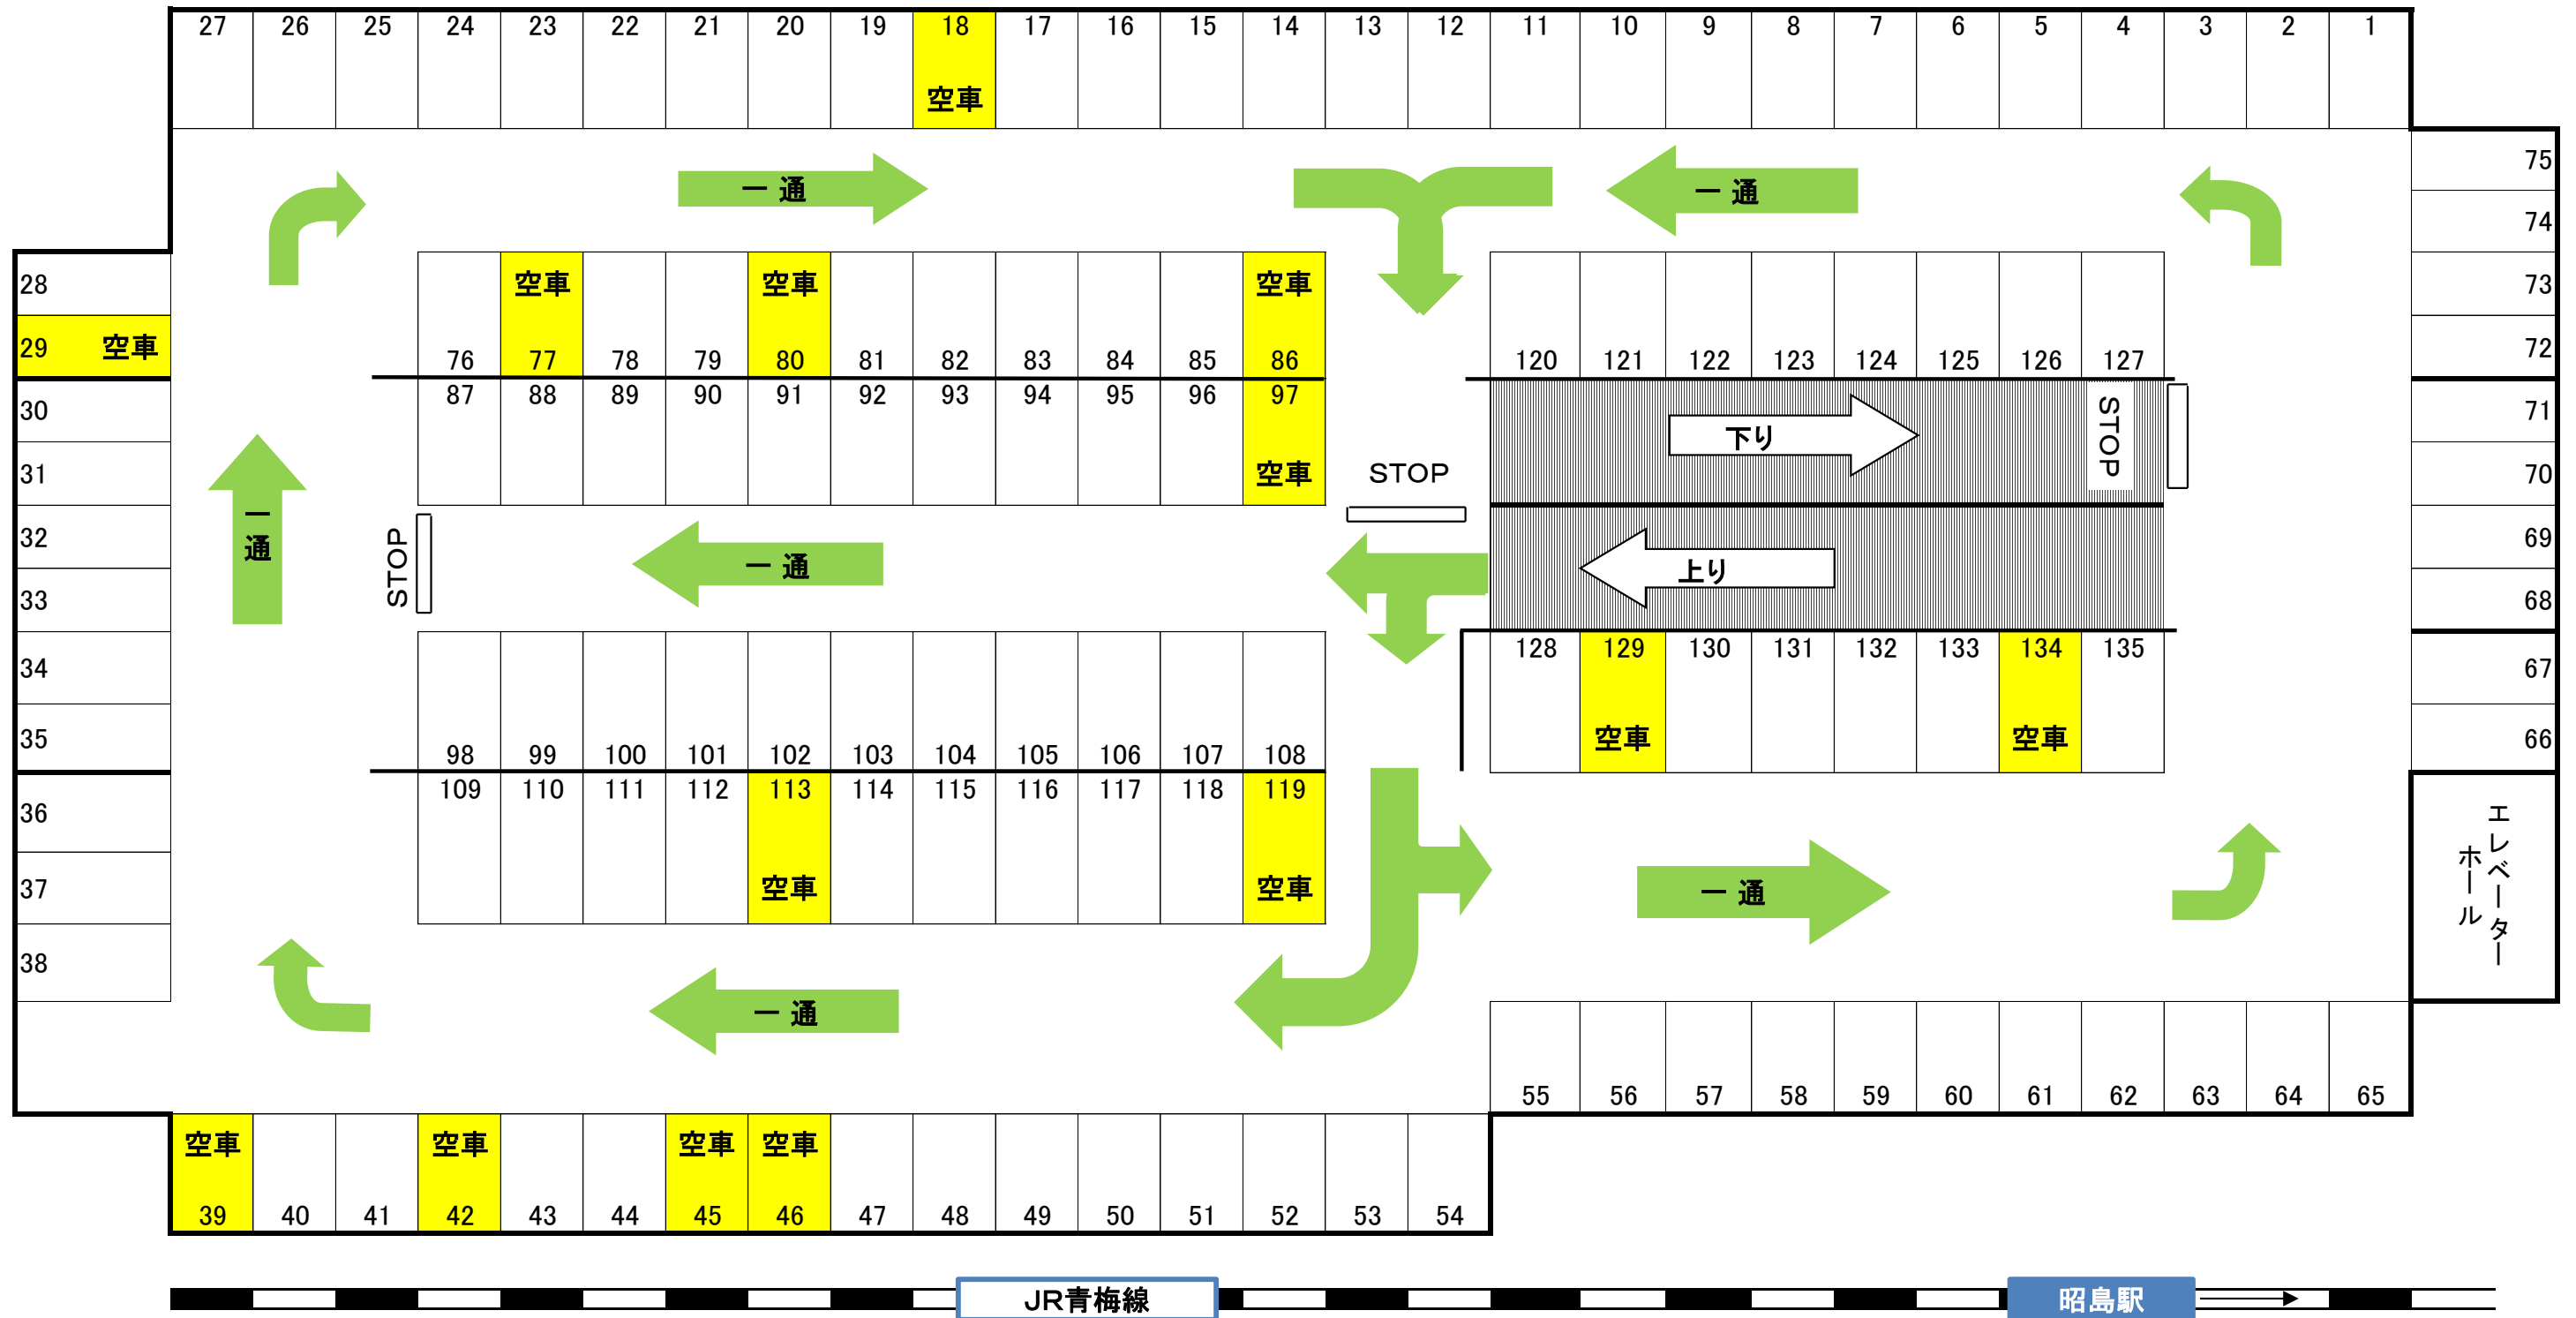 27 26 25 24 23 22 21 20 19 18 17 16 15 14 13 12 11 10 9 8 7 6 5 4 3 2 1
空車
75
一 通 一 通
74
28 空車 空車 空車 73
29 空車 72
76 77 78 79 80 81 82 83 84 85 86 120 121 122 123 124 125 126 127
87 88 89 90 91 92 93 94 95 96 97
30 71
下り STOP
31 空車 STOP 70
一通
32 69
STOP 一 通 上り
33 68
128 129 130 131 132 133 134 135
34 67
35 空車 空車 66
98 99 100 101 102 103 104 105 106 107 108
109 110 111 112 113 114 115 116 117 118 119
36
エレベーター
ホール
37 空車 空車 一 通
38
一 通
55 56 57 58 59 60 61 62 63 64 65
空車 空車 空車 空車
39 40 41 42 43 44 45 46 47 48 49 50 51 52 53 54
JR青梅線 昭島駅